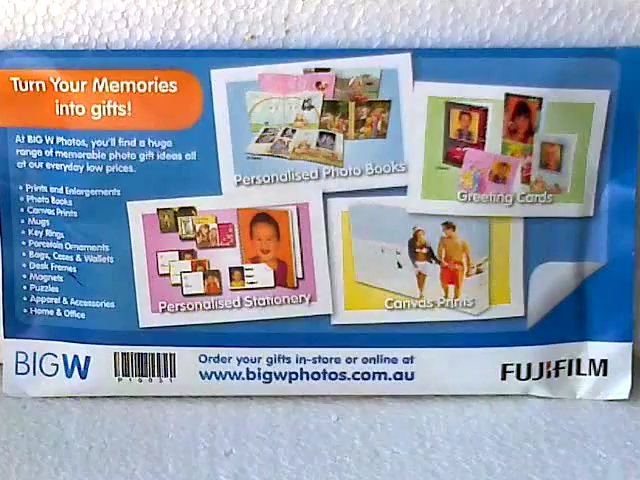 Turn Your Memories
into gifts!
At BIG W Photos, you'll find a huge
range of memorable photo gift ideas all
at our everyday low prices.
• Prints and Enlargements
• Photo Books
• Canvas Prints
• Mugs
• Key Rings
• Porcelain Ornaments
• Bags, Cases & Wallets
• Desk Frames
• Magnets
• Puzzles
• Apparel & Accessories
• Home & Office
Personalised Photo Books
Greeting Cards
Personalised Stationery
Canvas Prints
BIGW
P10031
Order your gifts in-store or online at
www.bigwphotos.com.au
FUJIFILM